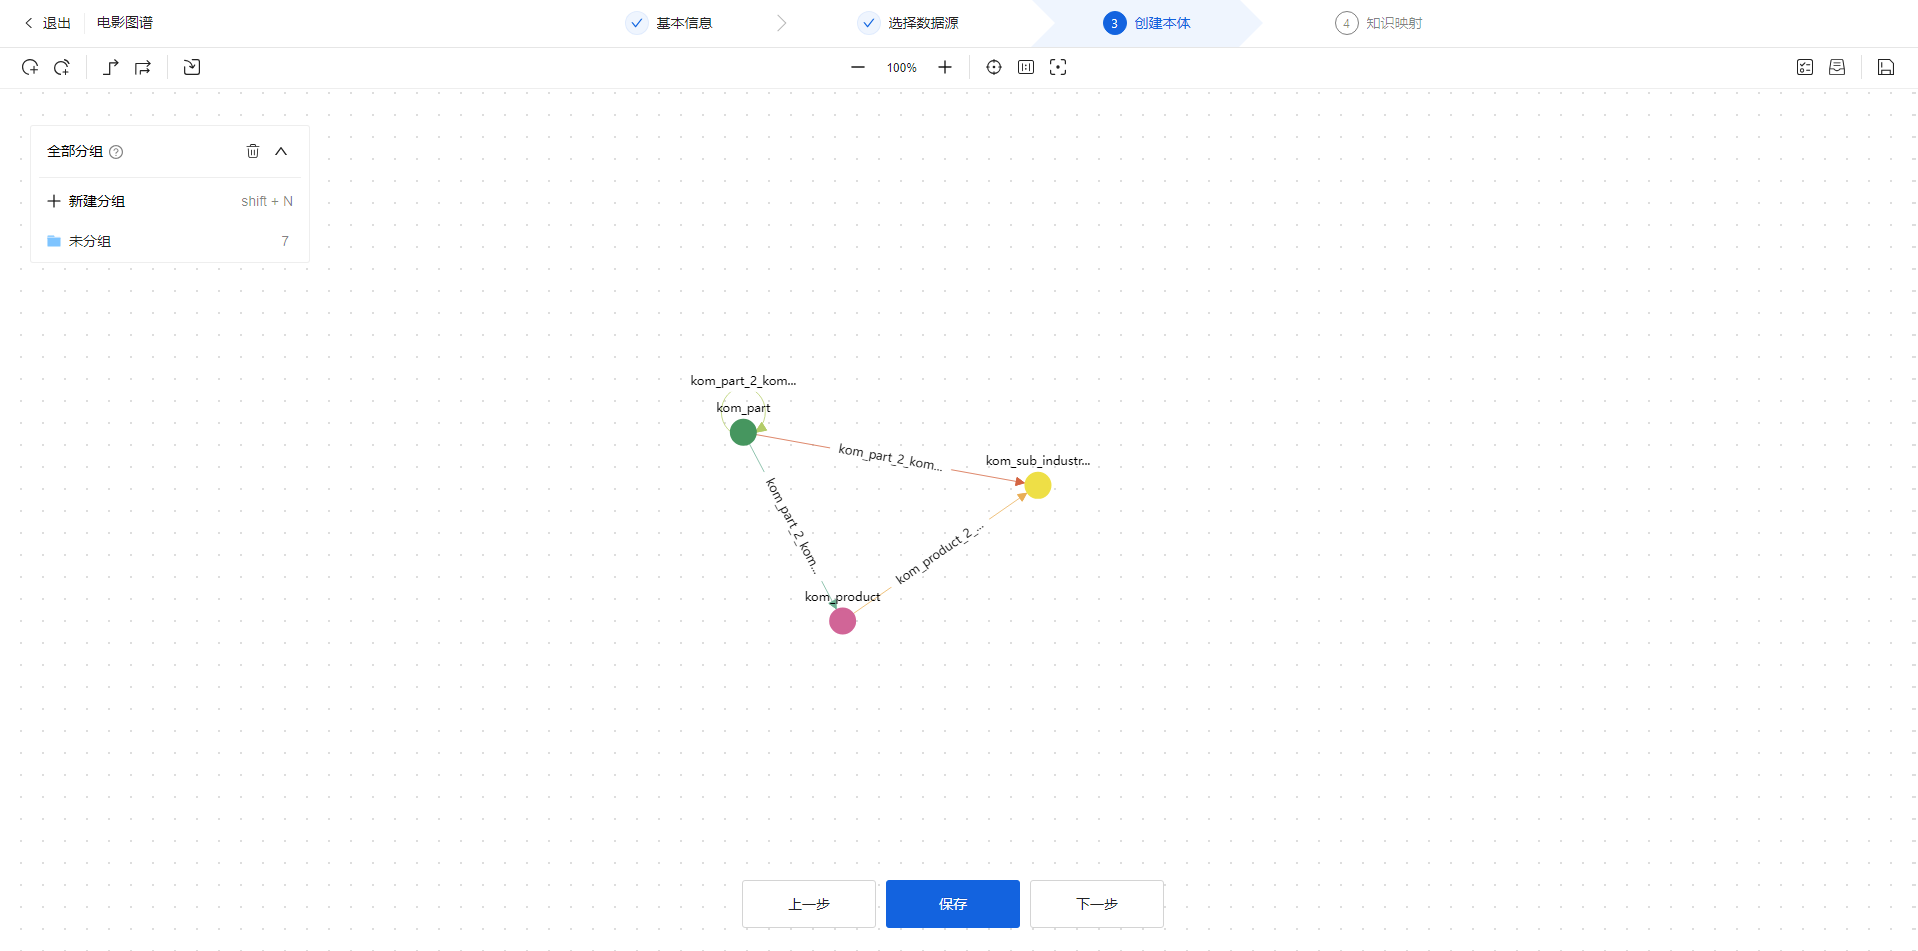 退出 电影图谱 基本信息 选择数据源 3 创建本体 4 知识映射
100%
全部分组
新建分组 shift + N
未分组 7
kom_part_2_kom...
kom_part
kom_part_2_kom...
kom_sub_industr...
kom_part_2_kom...
kom_product_2_...
kom_product
上一步 保存 下一步